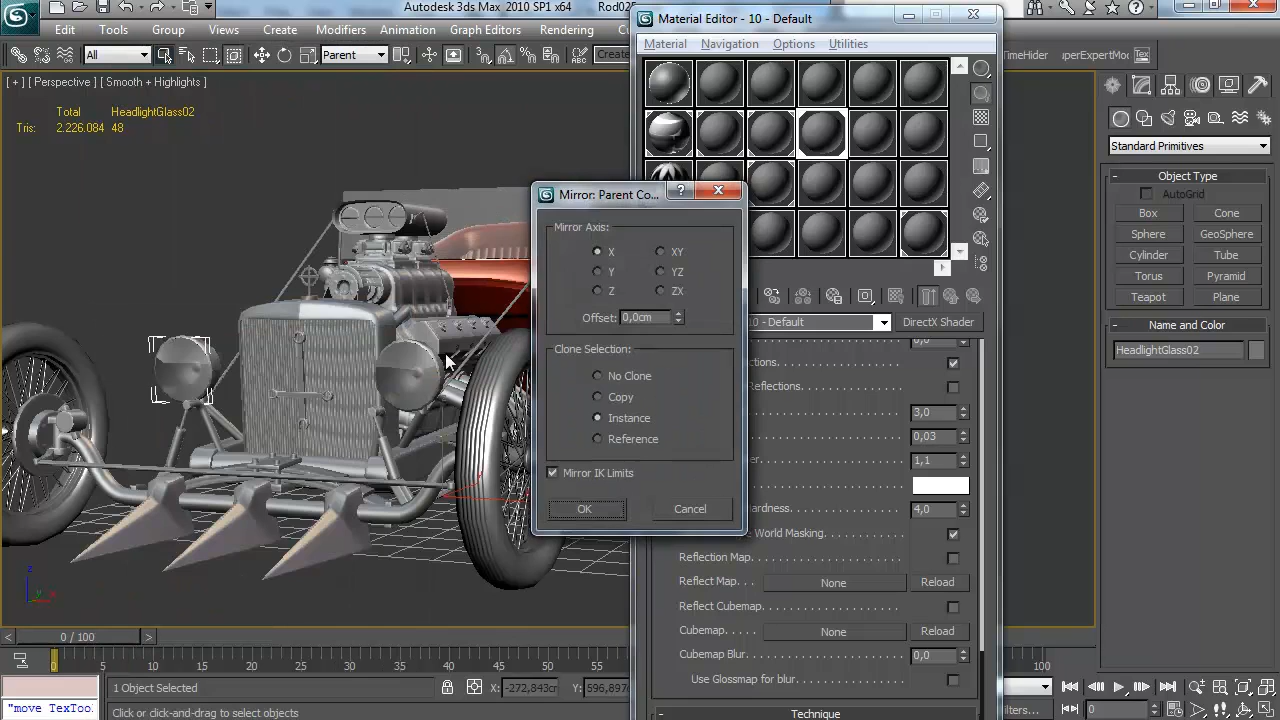 Autodesk 3ds Max 2010 SP1 x64 Rod025
Edit Tools Group Views Create Modifiers Animation Graph Editors Rendering
All
Parent
Create
TimeHider
[ + ] [ Perspective ] [ Smooth + Highlights ]
Total HeadlightGlass02
Tris: 2.226.084 48
Material Editor - 10 - Default
Material Navigation Options Utilities
10 - Default
DirectX Shader
0,0
ctions.
Reflections.
3,0
0,03
1,1
4,0
World Masking
Reflection Map.
Reflect Map. None Reload
Reflect Cubemap.
Cubemap. None Reload
Cubemap Blur. 0,0
Use Glossmap for blur.
Technique
Mirror: Parent Co...
Mirror Axis:
X XY
Y YZ
Z ZX
Offset: 0,0cm
Clone Selection:
No Clone
Copy
Instance
Reference
Mirror IK Limits
OK Cancel
Standard Primitives
Object Type
AutoGrid
Box Cone
Sphere GeoSphere
Cylinder Tube
Torus Pyramid
Teapot Plane
Name and Color
HeadlightGlass02
z
x
y
< 0 / 100 >
0 5 10 15 20 25 30 35 40 45 50 55 100
1 Object Selected X: -272,843cm Y: 596,897c
"move TexToo Click or click-and-drag to select objects
0